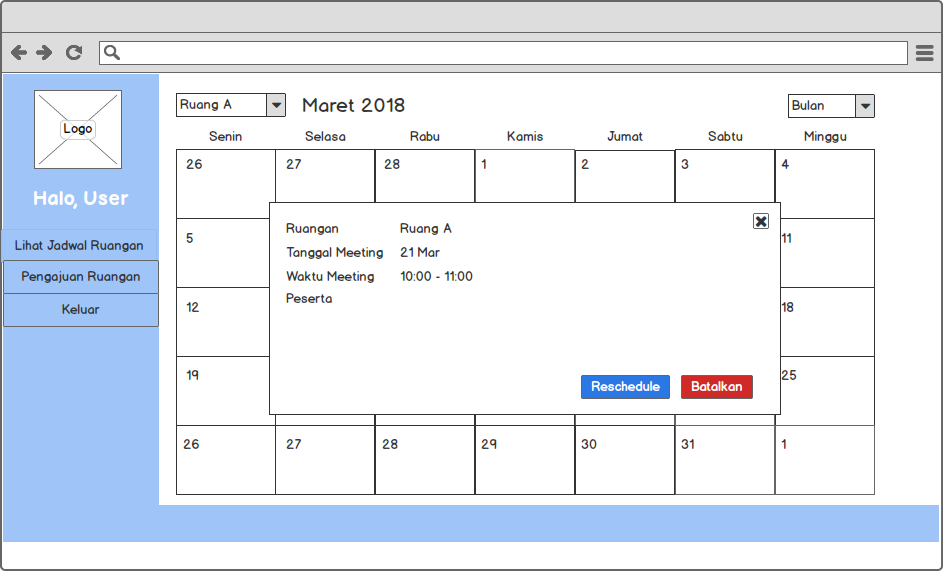 Logo
Halo, User
Lihat Jadwal Ruangan
Pengajuan Ruangan
Keluar
Ruang A Maret 2018 Bulan
Senin Selasa Rabu Kamis Jumat Sabtu Minggu
26 27 28 1 2 3 4
5 11
12 18
19 25
26 27 28 29 30 31 1
Ruangan Ruang A
Tanggal Meeting 21 Mar
Waktu Meeting 10:00 - 11:00
Peserta
Reschedule Batalkan